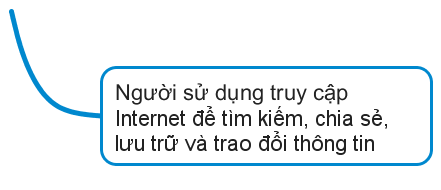 Người sử dụng truy cập
Internet để tìm kiếm, chia sẻ,
lưu trữ và trao đổi thông tin